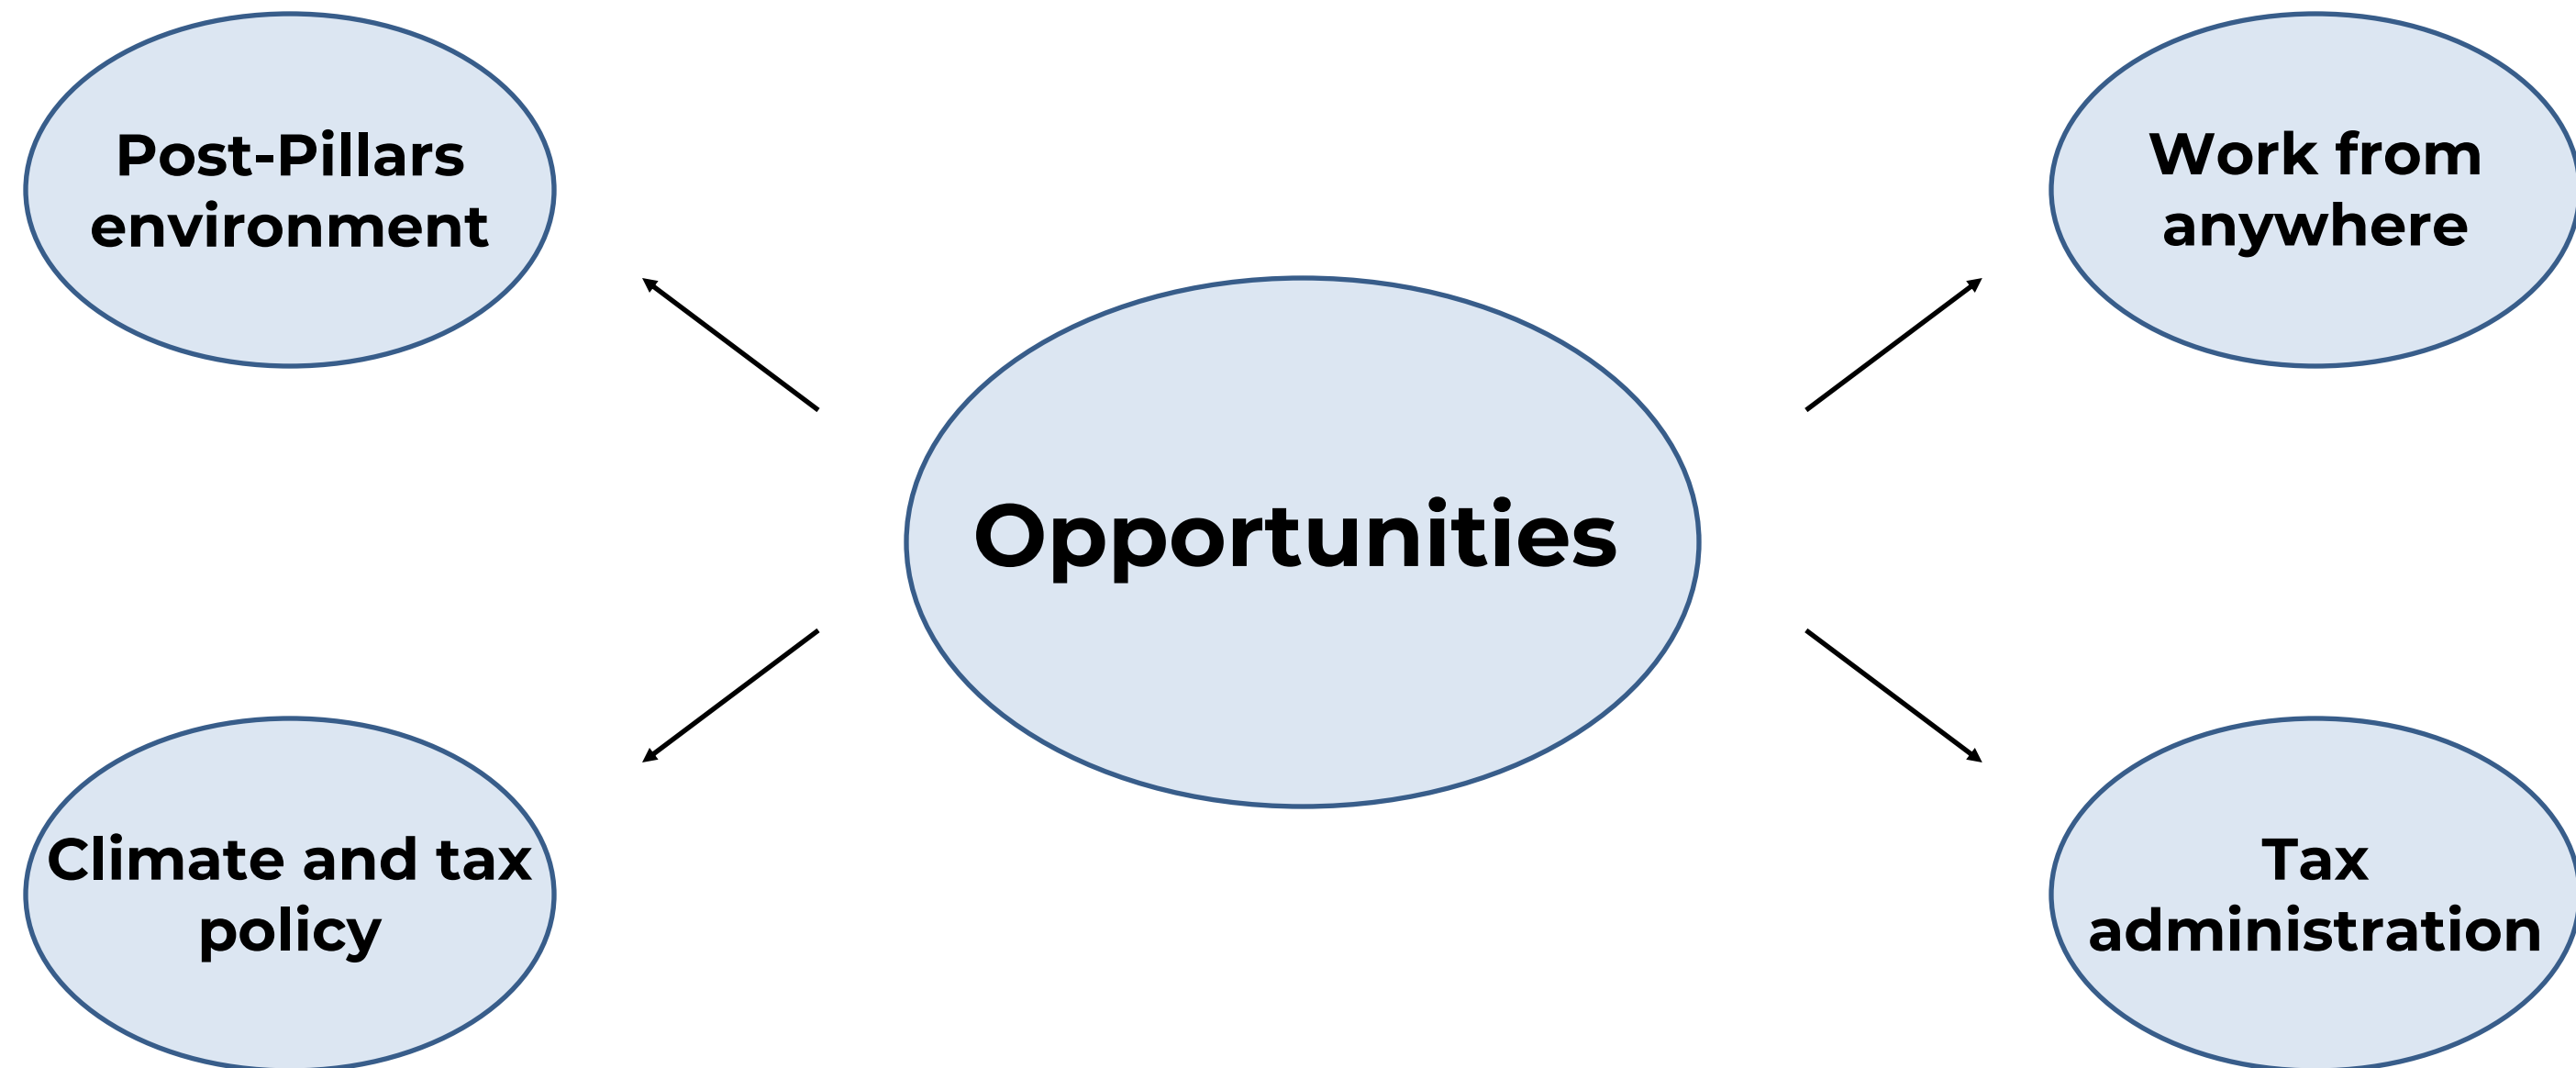 Post-Pillars
environment
Work from
anywhere
Opportunities
Climate and tax
policy
Tax
administration